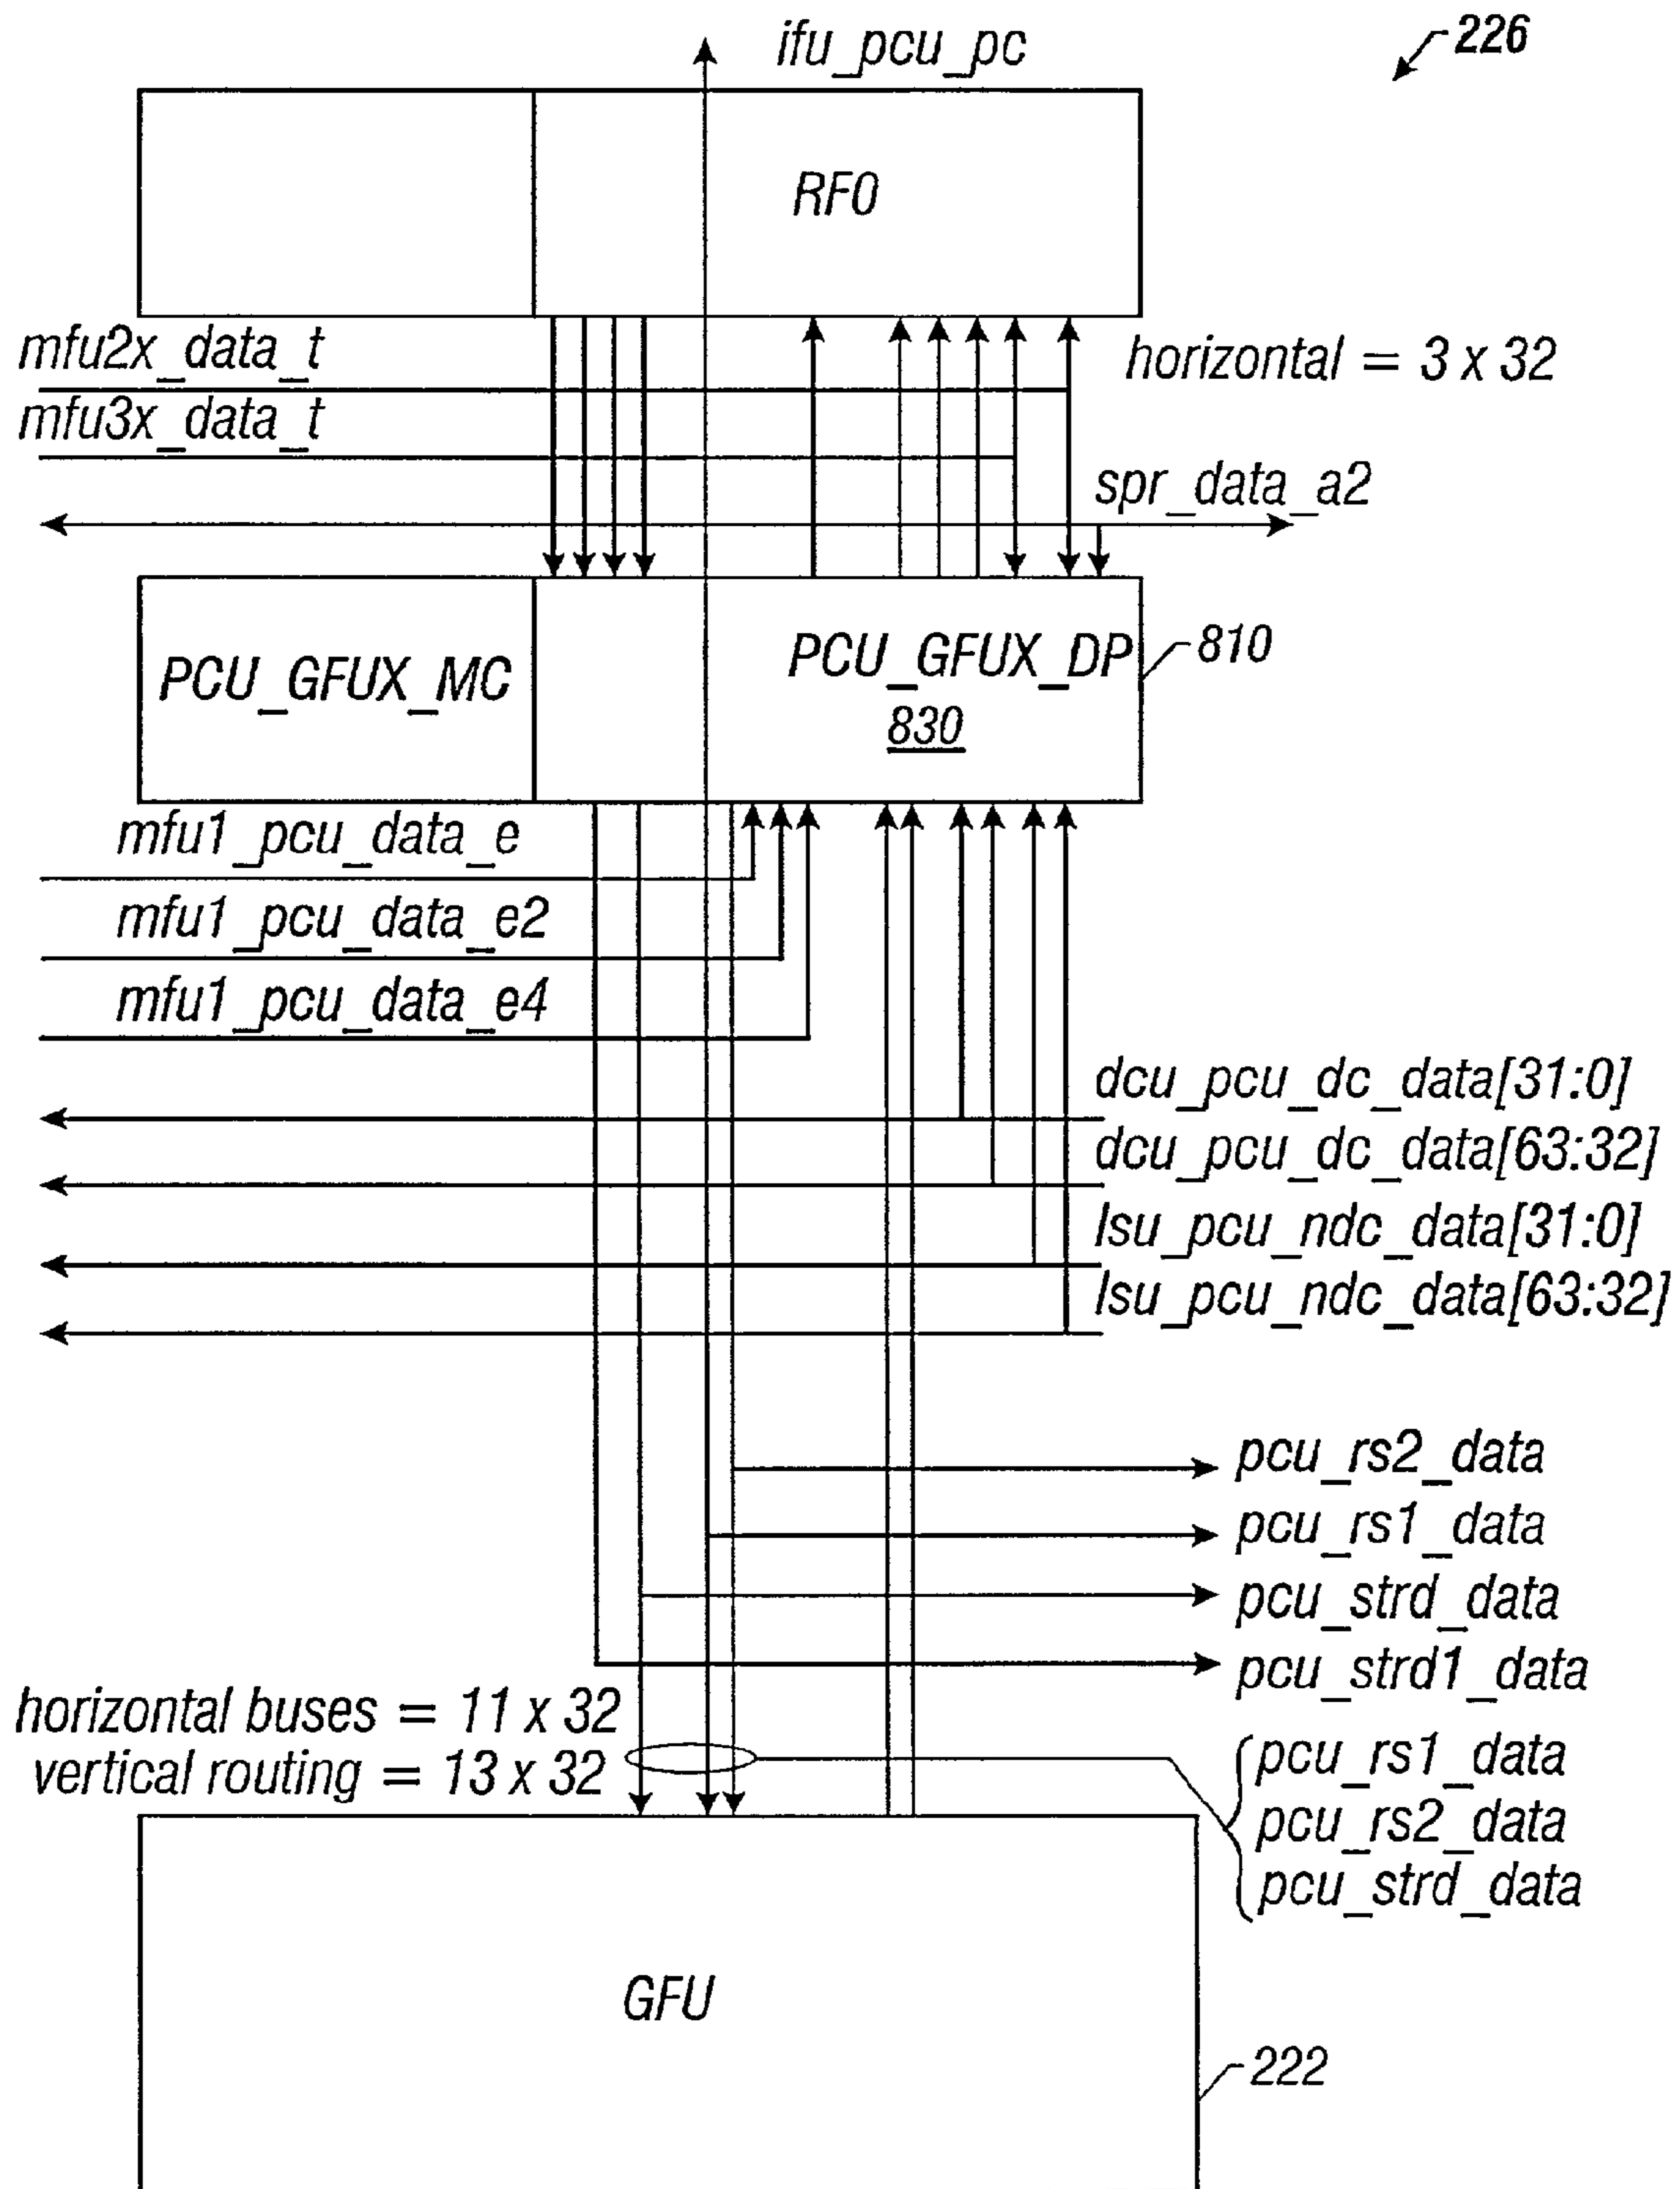 ifu_pcu_pc
226
RF0
mfu2x_data_t
horizontal = 3 x 32
mfu3x_data_t
spr_data_a2
PCU_GFUX_MC
PCU_GFUX_DP
810
830
mfu1_pcu_data_e
mfu1_pcu_data_e2
mfu1_pcu_data_e4
dcu_pcu_dc_data[31:0]
dcu_pcu_dc_data[63:32]
lsu_pcu_ndc_data[31:0]
lsu_pcu_ndc_data[63:32]
pcu_rs2_data
pcu_rs1_data
pcu_strd_data
pcu_strd1_data
horizontal buses = 11 x 32
vertical routing = 13 x 32
pcu_rs1_data
pcu_rs2_data
pcu_strd_data
GFU
222